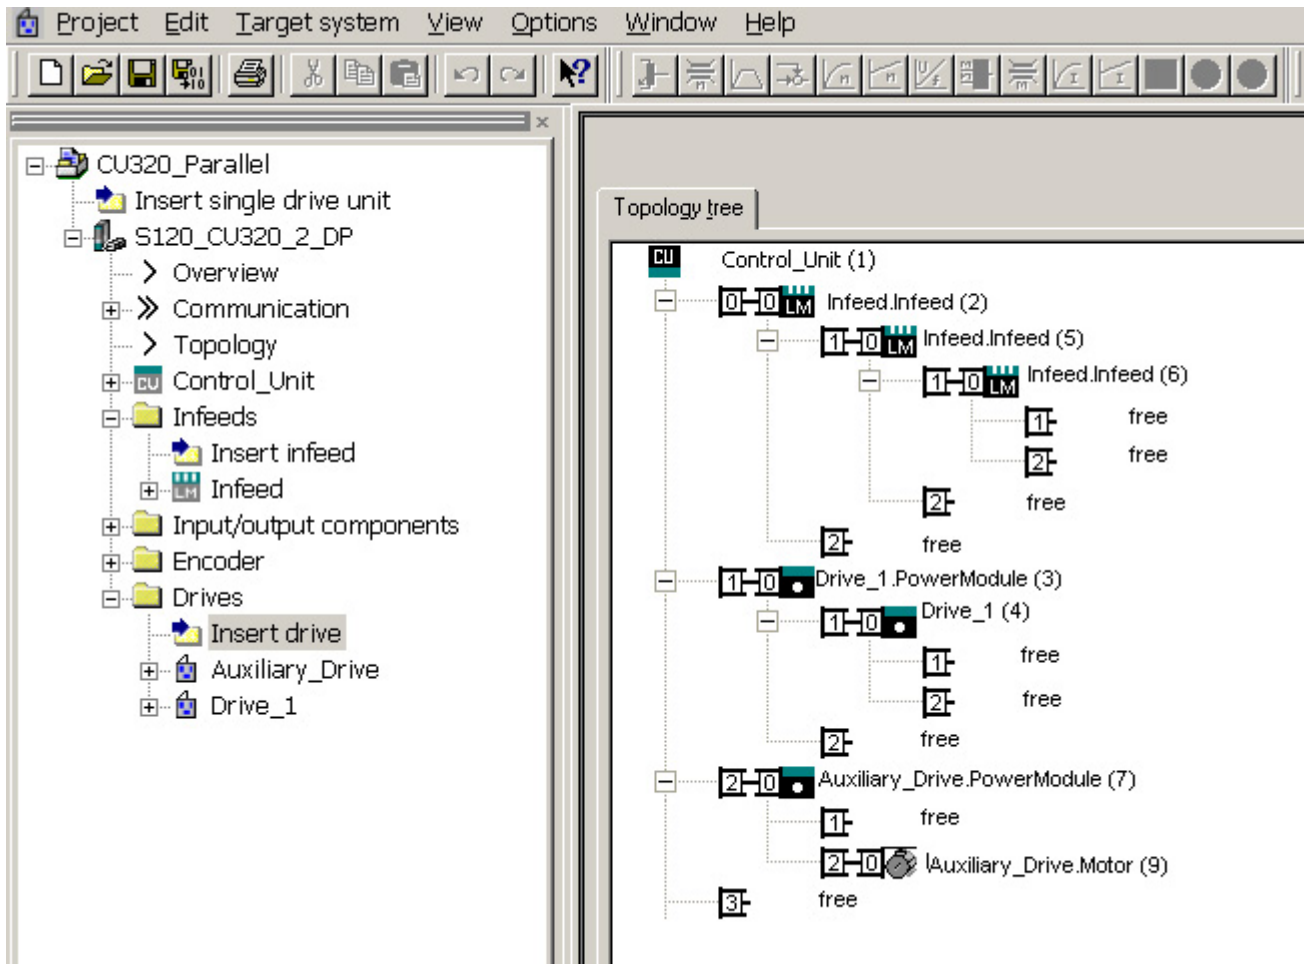 Project Edit Target system View Options Window Help
CU320_Parallel
Insert single drive unit
S120_CU320_2_DP
Overview
Communication
Topology
CU Control_Unit
Infeeds
Insert infeed
LM Infeed
Input/output components
Encoder
Drives
Insert drive
Auxiliary_Drive
Drive_1
Topology tree
CU Control_Unit (1)
0 0 LM Infeed.Infeed (2)
1 0 LM Infeed.Infeed (5)
1 0 LM Infeed.Infeed (6)
1 free
2 free
2 free
2 free
1 0 Drive_1.PowerModule (3)
1 0 Drive_1 (4)
1 free
2 free
2 free
2 0 Auxiliary_Drive.PowerModule (7)
1 free
2 0 Auxiliary_Drive.Motor (9)
3 free